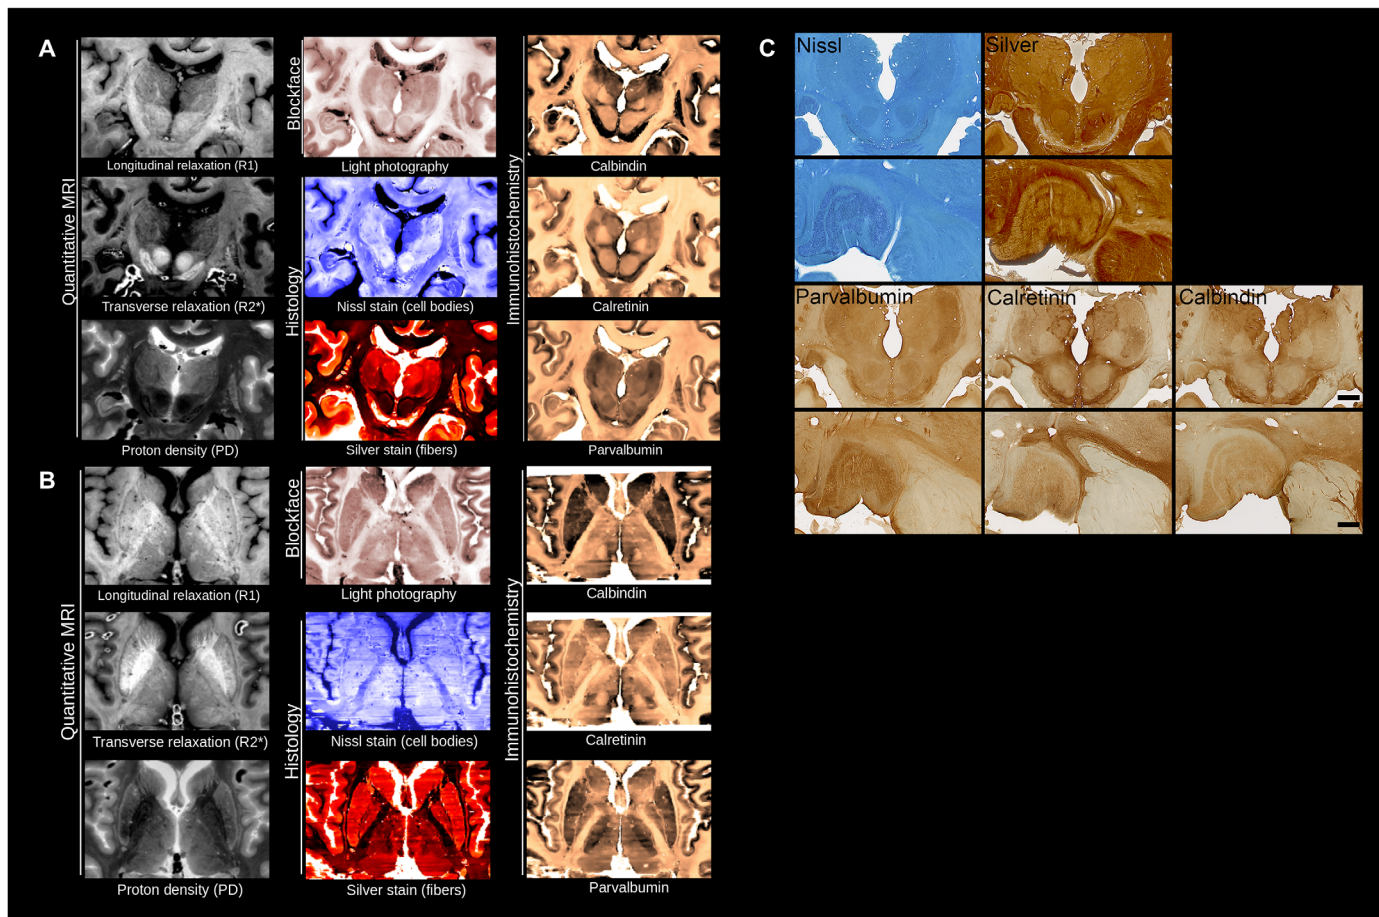 A
Quantitative MRI
Longitudinal relaxation (R1)
Transverse relaxation (R2*)
Proton density (PD)
Blockface
Light photography
Histology
Nissl stain (cell bodies)
Silver stain (fibers)
Immunohistochemistry
Calbindin
Calretinin
Parvalbumin
B
Quantitative MRI
Longitudinal relaxation (R1)
Transverse relaxation (R2*)
Proton density (PD)
Blockface
Light photography
Histology
Nissl stain (cell bodies)
Silver stain (fibers)
Immunohistochemistry
Calbindin
Calretinin
Parvalbumin
C
Nissl
Silver
Parvalbumin
Calretinin
Calbindin